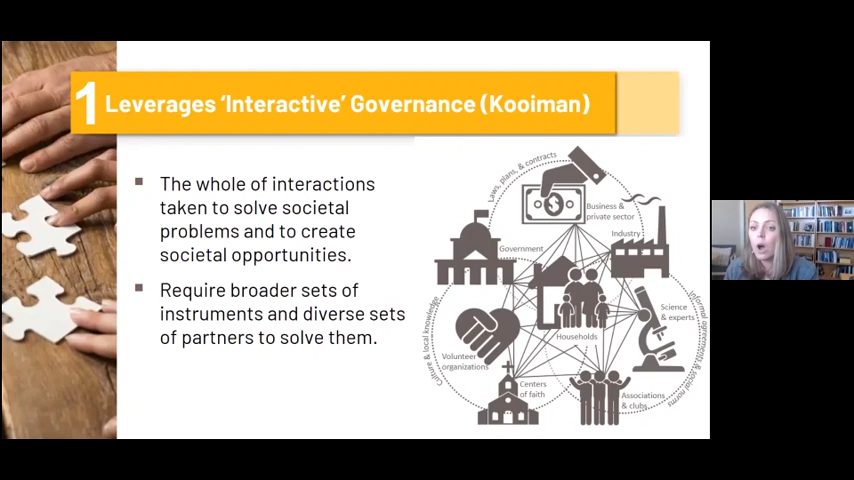 1 Leverages 'Interactive' Governance (Kooiman)
The whole of interactions
taken to solve societal
problems and to create
societal opportunities.
Require broader sets of
instruments and diverse sets
of partners to solve them.
Laws, plans, & contracts
Business &
private sector
Industry
Government
Science
& experts
Households
Culture & local knowledge
Informal agreements, & social norms
Volunteer
organizations
Centers
of faith
Associations
& clubs